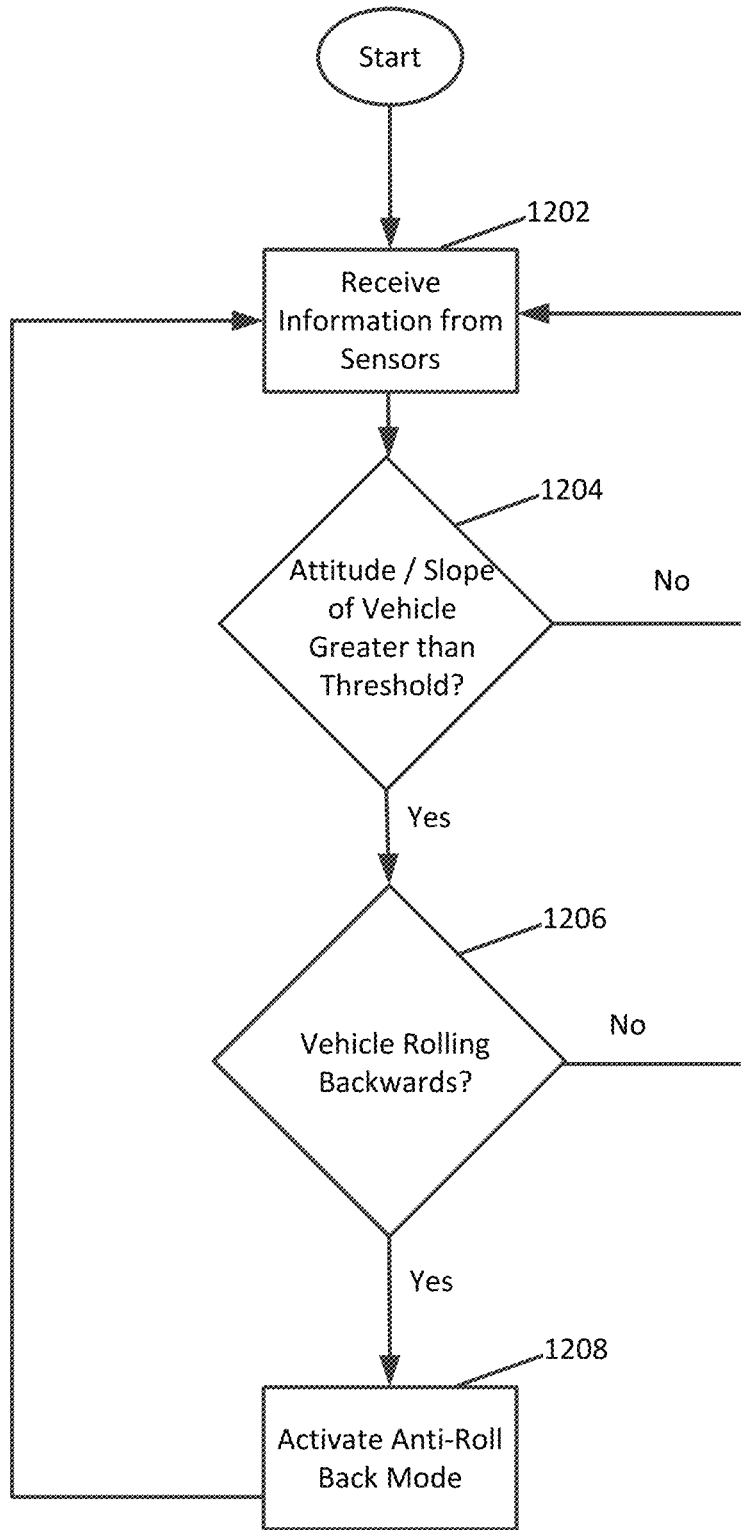 Start
1202
Receive
Information from
Sensors
1204
Attitude / Slope
of Vehicle
Greater than
Threshold?
No
Yes
1206
Vehicle Rolling
Backwards?
No
Yes
1208
Activate Anti-Roll
Back Mode